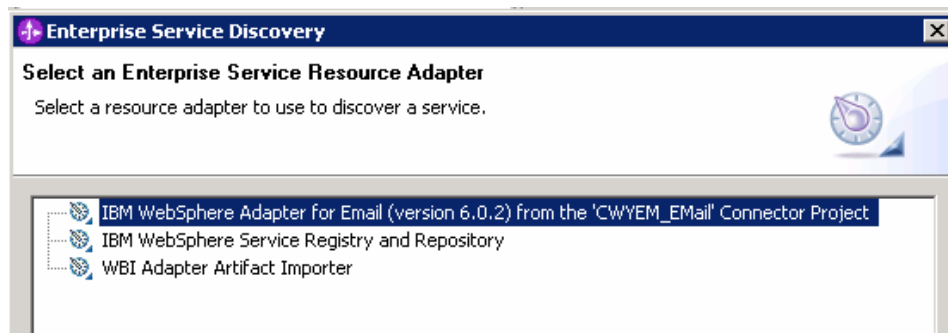 Enterprise Service Discovery
Select an Enterprise Service Resource Adapter
Select a resource adapter to use to discover a service.
IBM WebSphere Adapter for Email (version 6.0.2) from the 'CWYEM_EMail' Connector Project
IBM WebSphere Service Registry and Repository
WBI Adapter Artifact Importer